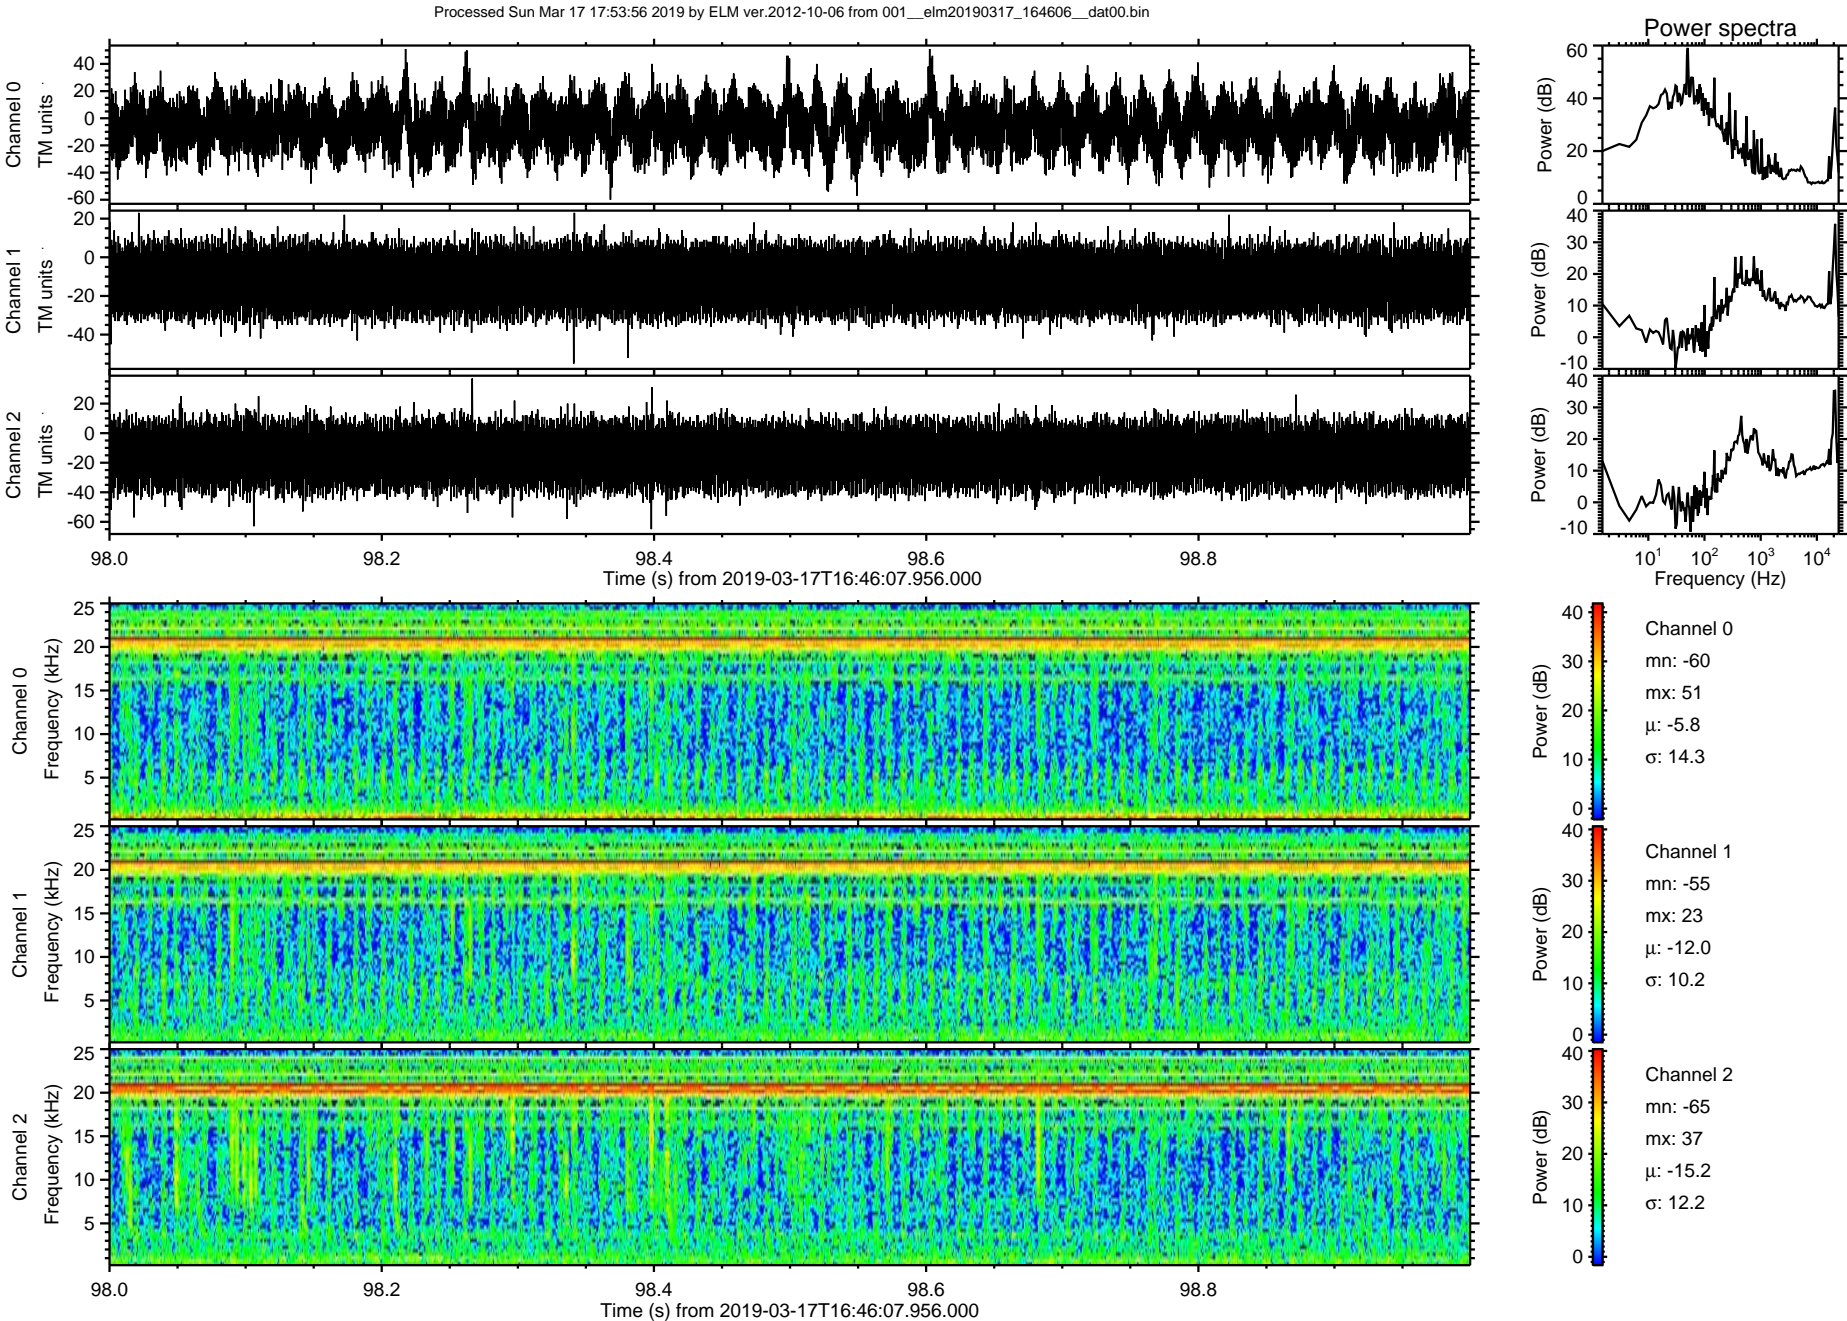 Processed Sun Mar 17 17:53:56 2019 by ELM ver.2012-10-06 from 001__elm20190317_164606__dat00.bin
Power spectra
Channel 0
TM units
40
20
0
-20
-40
-60
Power (dB)
60
40
20
0
Channel 1
TM units
20
0
-20
-40
Power (dB)
40
30
20
10
0
-10
Channel 2
TM units
20
0
-20
-40
-60
Power (dB)
40
30
20
10
0
-10
98.0 98.2 98.4 98.6 98.8
Time (s) from 2019-03-17T16:46:07.956.000
10^1 10^2 10^3 10^4
Frequency (Hz)
Channel 0
Frequency (kHz)
25
20
15
10
5
Power (dB)
40
30
20
10
0
Channel 0
mn: -60
mx: 51
μ: -5.8
σ: 14.3
Channel 1
Frequency (kHz)
25
20
15
10
5
Power (dB)
40
30
20
10
0
Channel 1
mn: -55
mx: 23
μ: -12.0
σ: 10.2
Channel 2
Frequency (kHz)
25
20
15
10
5
Power (dB)
40
30
20
10
0
Channel 2
mn: -65
mx: 37
μ: -15.2
σ: 12.2
98.0 98.2 98.4 98.6 98.8
Time (s) from 2019-03-17T16:46:07.956.000